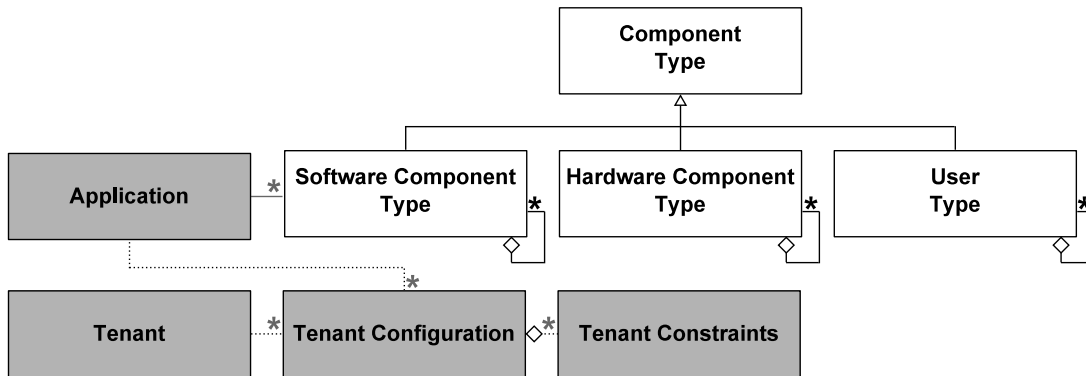 Component
Type
Application
*
Software Component
Type
*
Hardware Component
Type
*
User
Type
*
*
Tenant
*
Tenant Configuration
*
Tenant Constraints